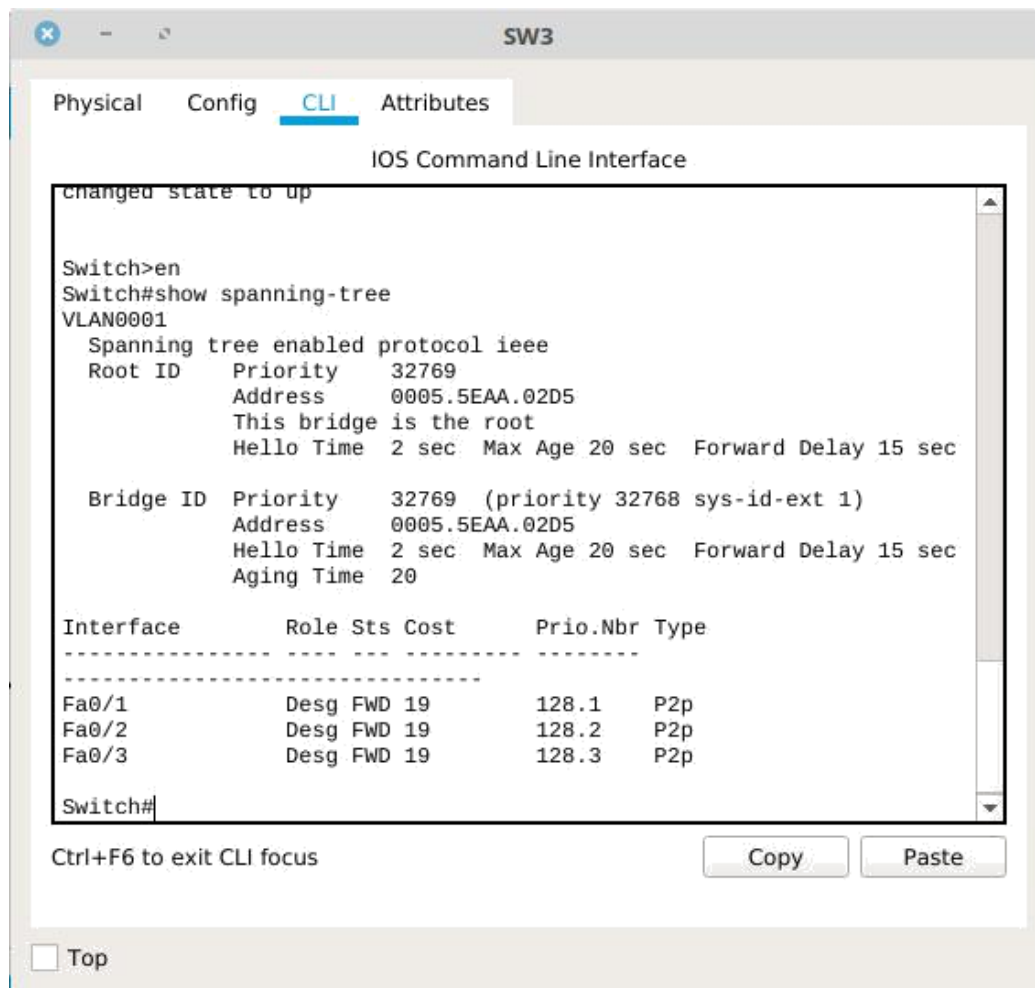 SW3
Physical Config CLI Attributes
IOS Command Line Interface
changed state to up
Switch>en
Switch#show spanning-tree
VLAN0001
  Spanning tree enabled protocol ieee
  Root ID    Priority    32769
             Address     0005.5EAA.02D5
             This bridge is the root
             Hello Time  2 sec  Max Age 20 sec  Forward Delay 15 sec
  Bridge ID  Priority    32769  (priority 32768 sys-id-ext 1)
             Address     0005.5EAA.02D5
             Hello Time  2 sec  Max Age 20 sec  Forward Delay 15 sec
             Aging Time  20
Interface        Role Sts Cost      Prio.Nbr Type
---------------- ---- --- --------- --------
--------------------------------
Fa0/1            Desg FWD 19        128.1    P2p
Fa0/2            Desg FWD 19        128.2    P2p
Fa0/3            Desg FWD 19        128.3    P2p
Switch#
Ctrl+F6 to exit CLI focus Copy Paste
Top